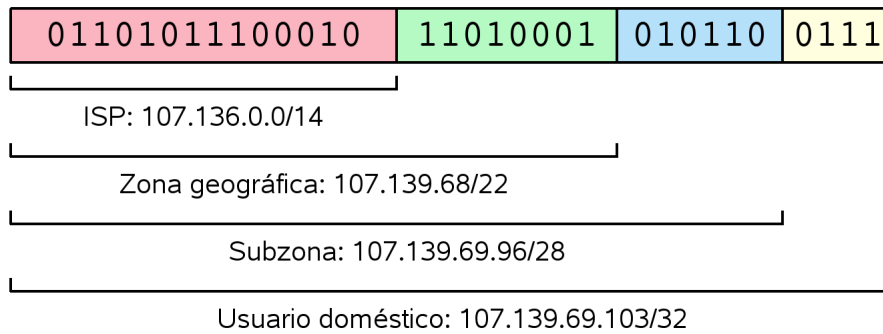 01101011100010 11010001 010110 0111
ISP: 107.136.0.0/14
Zona geográfica: 107.139.68/22
Subzona: 107.139.69.96/28
Usuario doméstico: 107.139.69.103/32